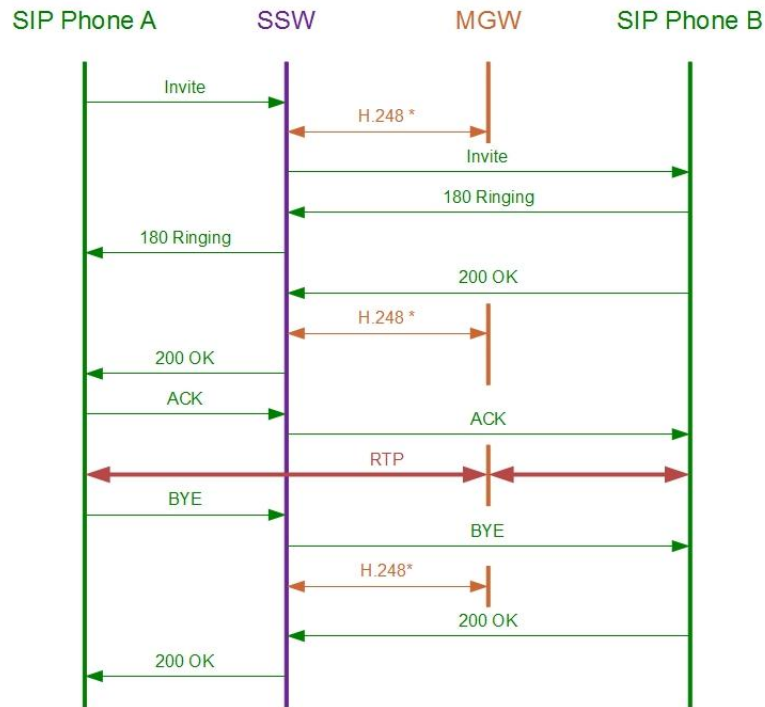 SIP Phone A SSW MGW SIP Phone B
Invite
H.248 *
Invite
180 Ringing
180 Ringing
200 OK
H.248 *
200 OK
ACK
ACK
RTP
BYE
BYE
H.248*
200 OK
200 OK